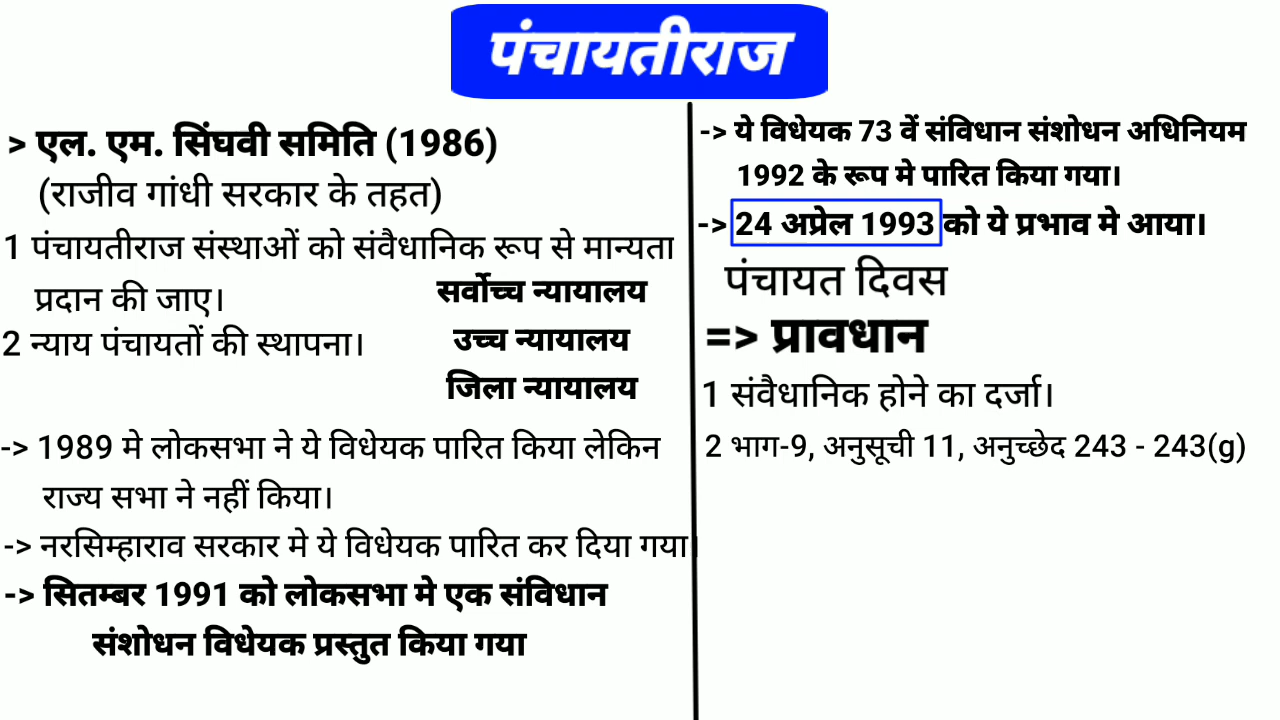 पंचायतीराज
> एल. एम. सिंघवी समिति (1986)
(राजीव गांधी सरकार के तहत)
1 पंचायतीराज संस्थाओं को संवैधानिक रूप से मान्यता
प्रदान की जाए।
2 न्याय पंचायतों की स्थापना।
सर्वोच्च न्यायालय
उच्च न्यायालय
जिला न्यायालय
-> 1989 मे लोकसभा ने ये विधेयक पारित किया लेकिन
राज्य सभा ने नहीं किया।
-> नरसिम्हाराव सरकार मे ये विधेयक पारित कर दिया गया।
-> सितम्बर 1991 को लोकसभा मे एक संविधान
संशोधन विधेयक प्रस्तुत किया गया
-> ये विधेयक 73 वें संविधान संशोधन अधिनियम
1992 के रूप मे पारित किया गया।
-> 24 अप्रेल 1993 को ये प्रभाव मे आया।
पंचायत दिवस
=> प्रावधान
1 संवैधानिक होने का दर्जा।
2 भाग-9, अनुसूची 11, अनुच्छेद 243 - 243(g)